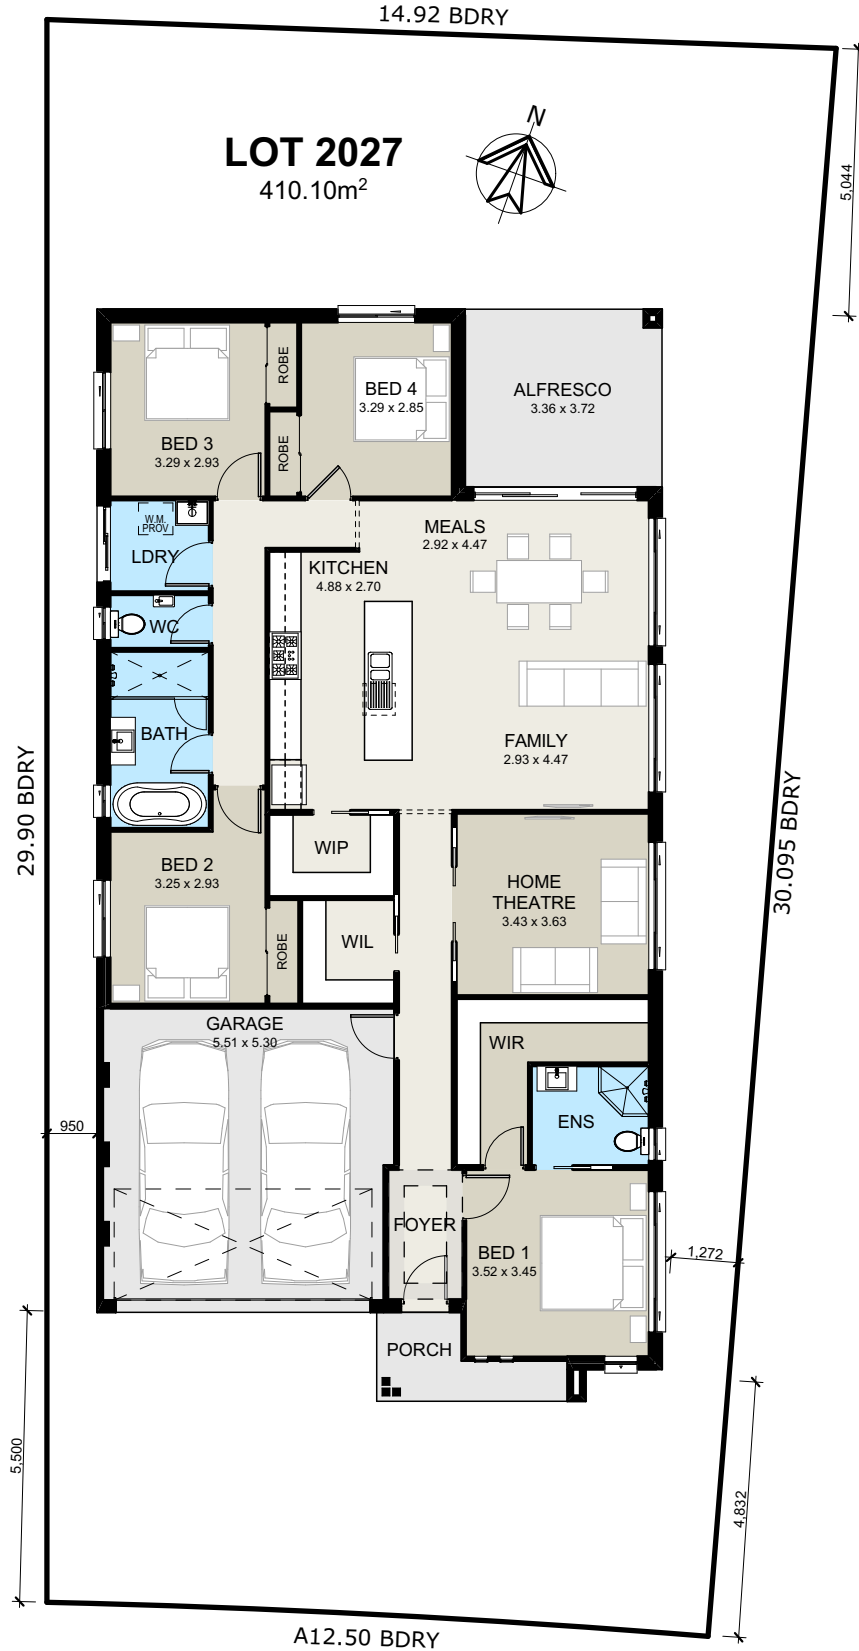 14.92 BDRY
N
LOT 2027
410.10m²
5,044
ROBE
BED 4
3.29 x 2.85
ALFRESCO
3.36 x 3.72
BED 3
3.29 x 2.93
ROBE
W.M.
PROV
LDRY
MEALS
2.92 x 4.47
KITCHEN
4.88 x 2.70
WC
BATH
FAMILY
2.93 x 4.47
29.90 BDRY
30.095 BDRY
WIP
BED 2
3.25 x 2.93
HOME
THEATRE
3.43 x 3.63
ROBE
WIL
GARAGE
5.51 x 5.30
WIR
ENS
950
FOYER
BED 1
3.52 x 3.45
1,272
PORCH
5,500
4,832
A12.50 BDRY